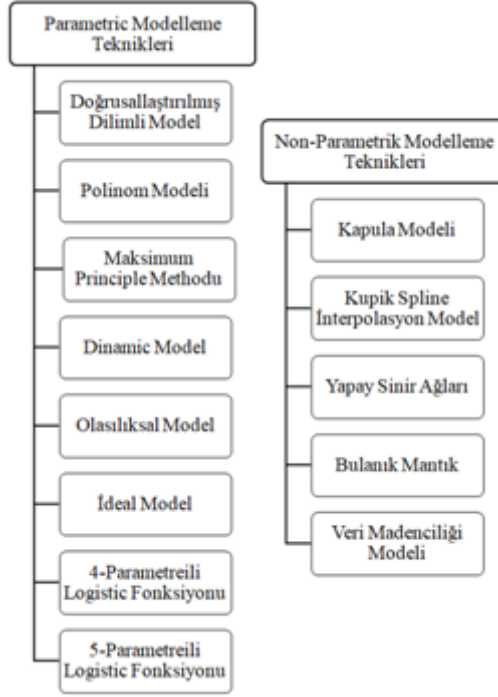 Parametric Modelleme
Teknikleri
Doğrusallaştırılmış
Dilimli Model
Polinom Modeli
Maksimum
Principle Methodu
Dinamic Model
Olasılıksal Model
İdeal Model
4-Parametreili
Logistic Fonksiyonu
5-Parametreili
Logistic Fonksiyonu
Non-Parametrik Modelleme
Teknikleri
Kapula Modeli
Kupik Spline
İnterpolasyon Model
Yapay Sinir Ağları
Bulanık Mantık
Veri Madenciliği
Modeli